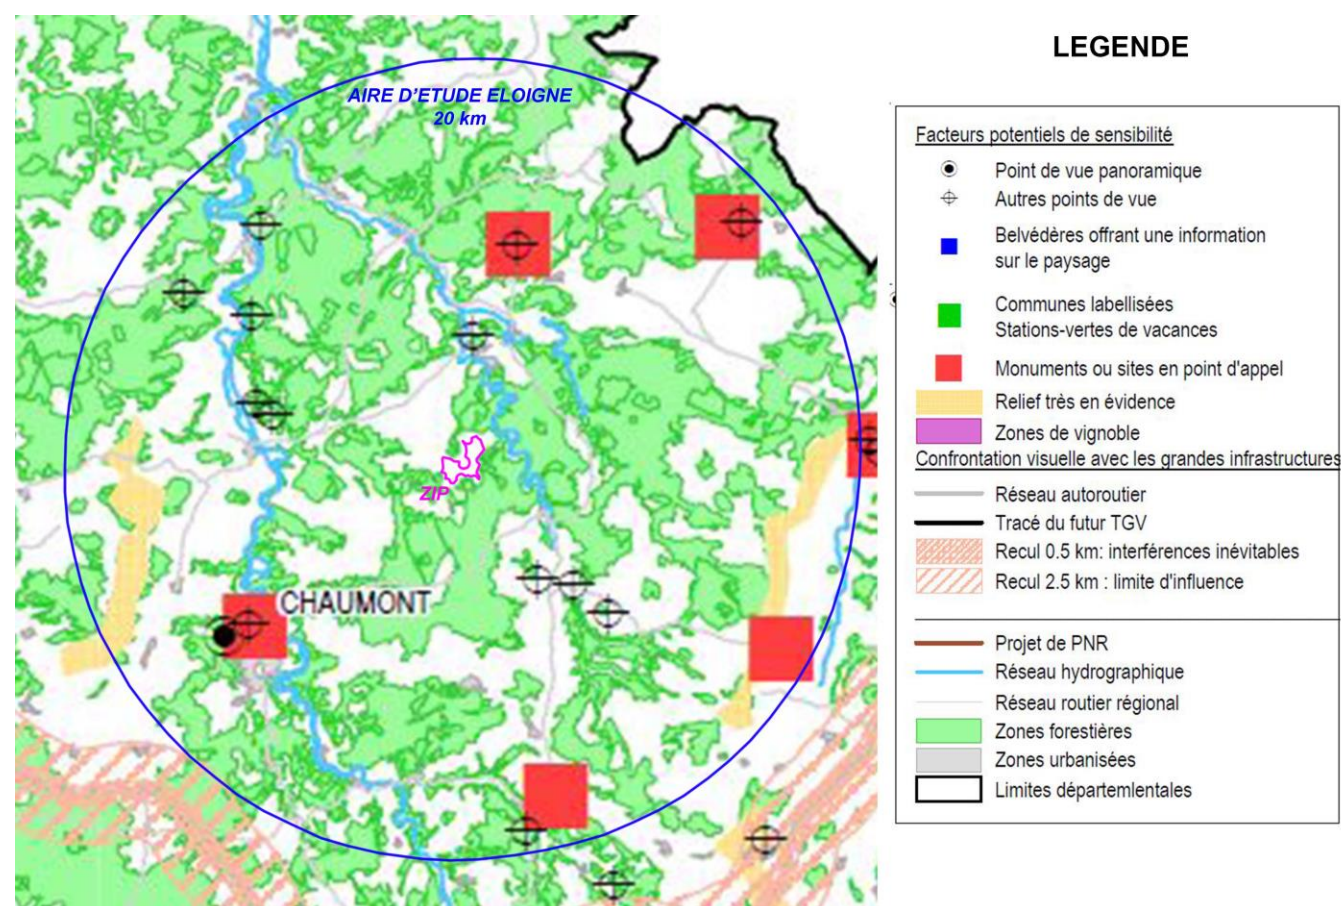 AIRE D'ETUDE ELOIGNE
20 km
ZIP
CHAUMONT
LEGENDE
Facteurs potentiels de sensibilité
Point de vue panoramique
Autres points de vue
Belvédères offrant une information
sur le paysage
Communes labellisées
Stations-vertes de vacances
Monuments ou sites en point d'appel
Relief très en évidence
Zones de vignoble
Confrontation visuelle avec les grandes infrastructures
Réseau autoroutier
Tracé du futur TGV
Recul 0.5 km: interférences inévitables
Recul 2.5 km : limite d'influence
Projet de PNR
Réseau hydrographique
Réseau routier régional
Zones forestières
Zones urbanisées
Limites départemlentales